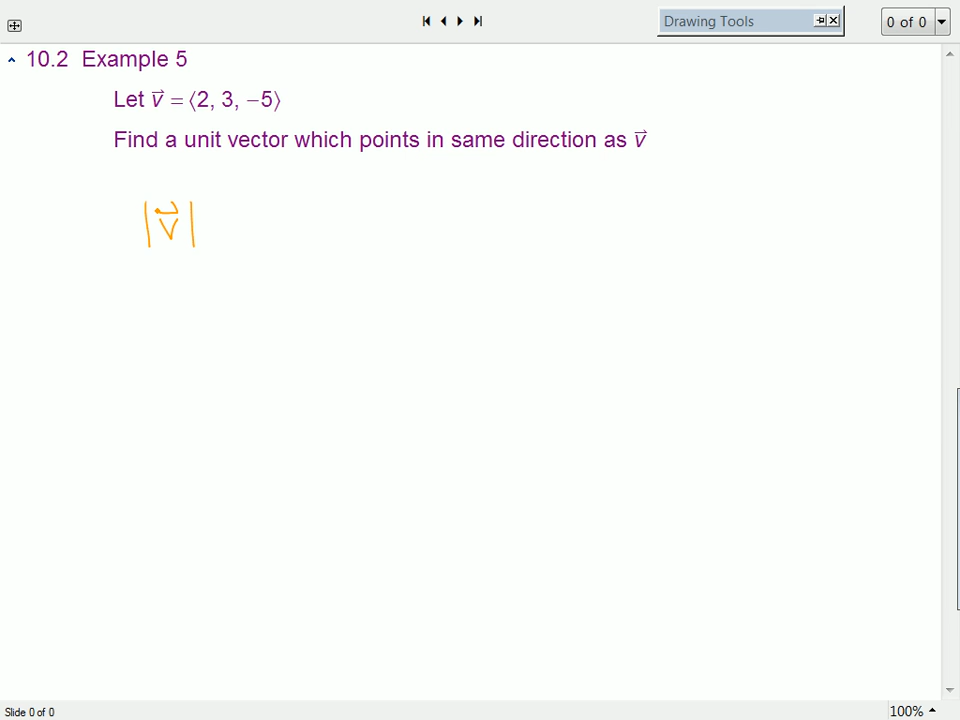 Drawing Tools
0 of 0
10.2 Example 5
Let v⃗ = ⟨2, 3, −5⟩
Find a unit vector which points in same direction as v⃗
|v⃗|
Slide 0 of 0
100%